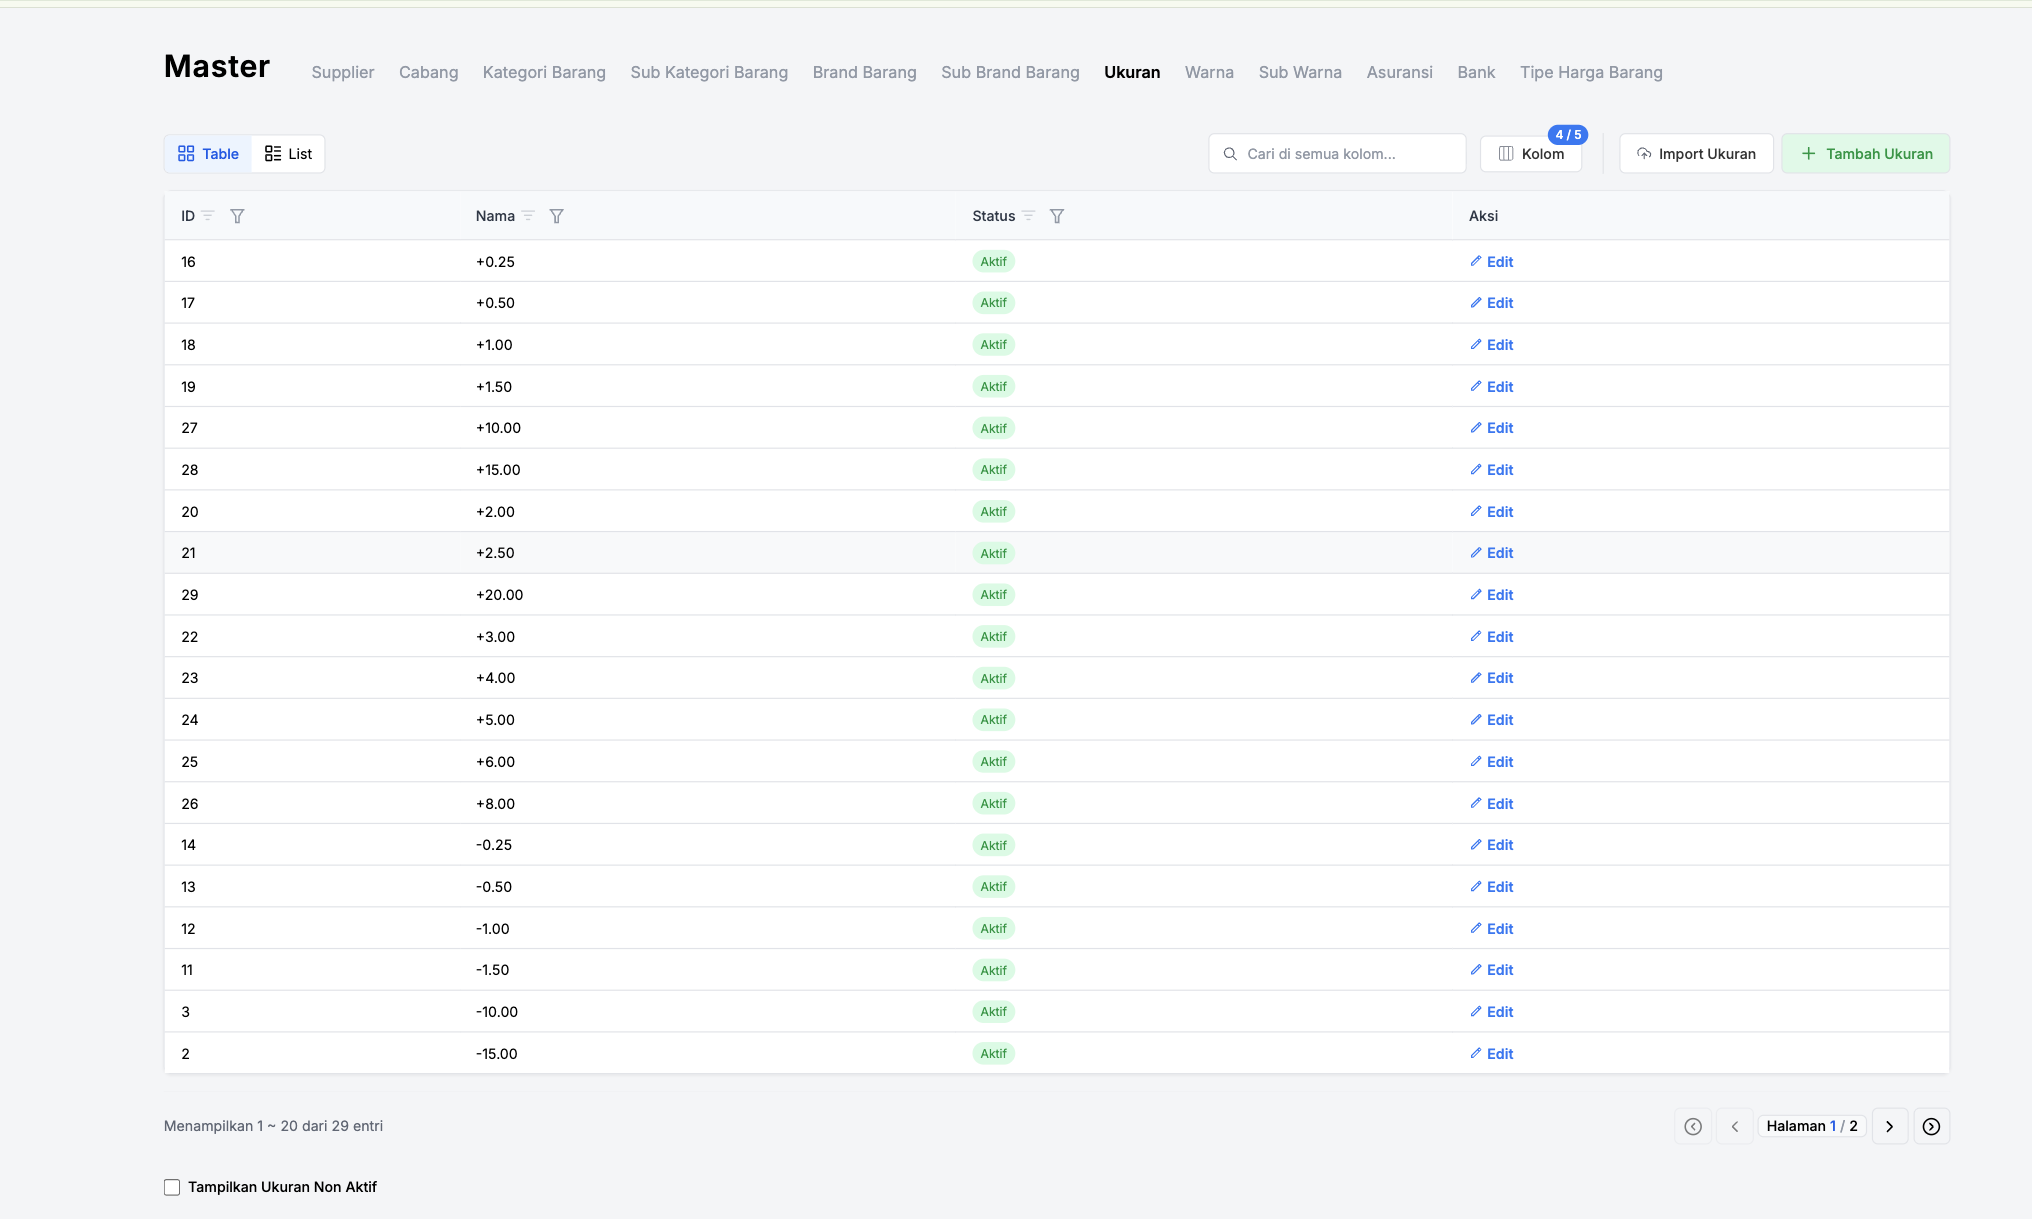 Master Supplier Cabang Kategori Barang Sub Kategori Barang Brand Barang Sub Brand Barang Ukuran Warna Sub Warna Asuransi Bank Tipe Harga Barang
Table List Cari di semua kolom... Kolom 4 / 5 Import Ukuran + Tambah Ukuran
ID Nama Status Aksi
16 +0.25 Aktif Edit
17 +0.50 Aktif Edit
18 +1.00 Aktif Edit
19 +1.50 Aktif Edit
27 +10.00 Aktif Edit
28 +15.00 Aktif Edit
20 +2.00 Aktif Edit
21 +2.50 Aktif Edit
29 +20.00 Aktif Edit
22 +3.00 Aktif Edit
23 +4.00 Aktif Edit
24 +5.00 Aktif Edit
25 +6.00 Aktif Edit
26 +8.00 Aktif Edit
14 -0.25 Aktif Edit
13 -0.50 Aktif Edit
12 -1.00 Aktif Edit
11 -1.50 Aktif Edit
3 -10.00 Aktif Edit
2 -15.00 Aktif Edit
Menampilkan 1 ~ 20 dari 29 entri Halaman 1 / 2
Tampilkan Ukuran Non Aktif